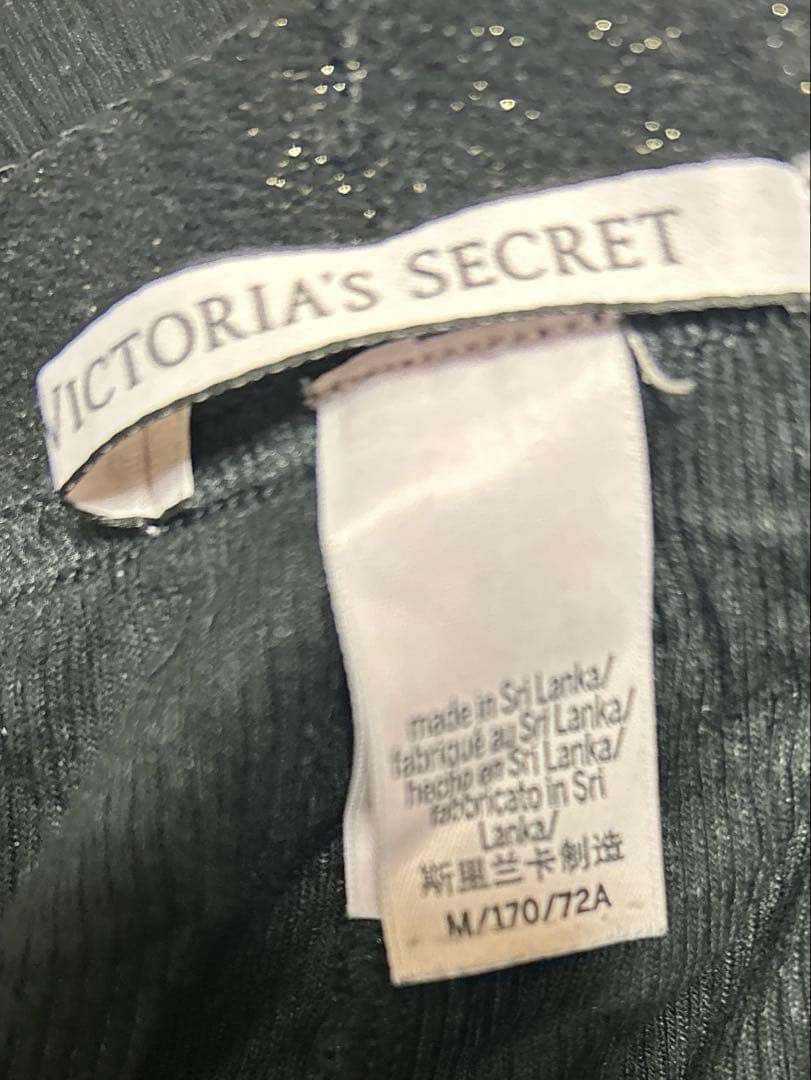 VICTORIA'S SECRET
made in Sri Lanka/
fabriqué au Sri Lanka/
hecho en Sri Lanka/
fabbricato in Sri
Lanka/
斯里兰卡制造
M/170/72A